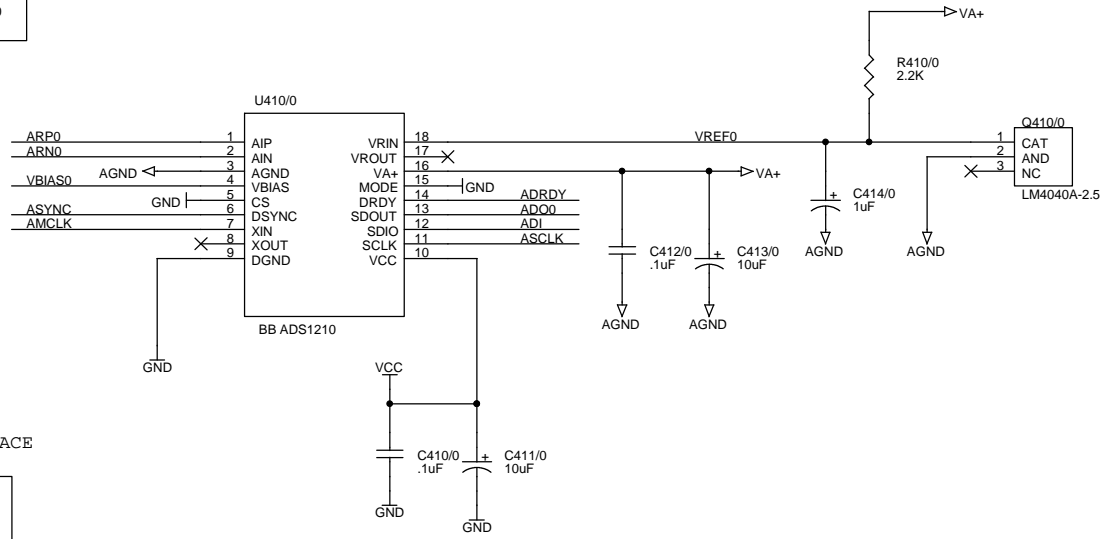 VA+
R410/0
2.2K
U410/0
Q410/0
ARP0
1
AIP
VRIN
18
VREF0
1
CAT
ARN0
2
AIN
VROUT
17
2
AND
AGND
3
AGND
VA+
16
VA+
3
NC
VBIAS0
4
VBIAS
MODE
15
GND
LM4040A-2.5
GND
5
CS
DRDY
14
ADRDY
C414/0
1uF
ASYNC
6
DSYNC
SDOUT
13
ADO0
AMCLK
7
XIN
SDIO
12
ADI
8
XOUT
SCLK
11
ASCLK
9
DGND
VCC
10
AGND
AGND
C412/0
.1uF
C413/0
10uF
BB ADS1210
AGND
AGND
GND
VCC
ACE
C410/0
.1uF
C411/0
10uF
GND
GND